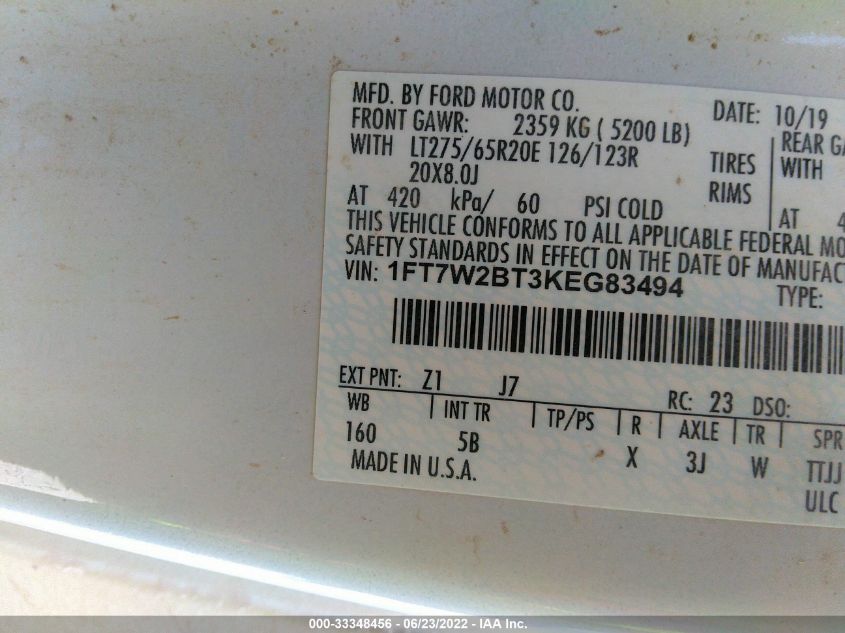 MFD. BY FORD MOTOR CO.
DATE: 10/19
FRONT GAWR: 2359 KG ( 5200 LB)
REAR GA
WITH LT275/65R20E 126/123R TIRES
WITH
20X8.0J RIMS
AT 420 kPa/ 60 PSI COLD
AT 4
THIS VEHICLE CONFORMS TO ALL APPLICABLE FEDERAL MO
SAFETY STANDARDS IN EFFECT ON THE DATE OF MANUFAC
VIN: 1FT7W2BT3KEG83494
TYPE:
EXT PNT: Z1 J7 RC: 23 DSO:
WB | INT TR | TP/PS | R | AXLE | TR | SPR
160 5B X 3J W TTJJ
MADE IN U.S.A. ULC
000-33348456 - 06/23/2022 - IAA Inc.